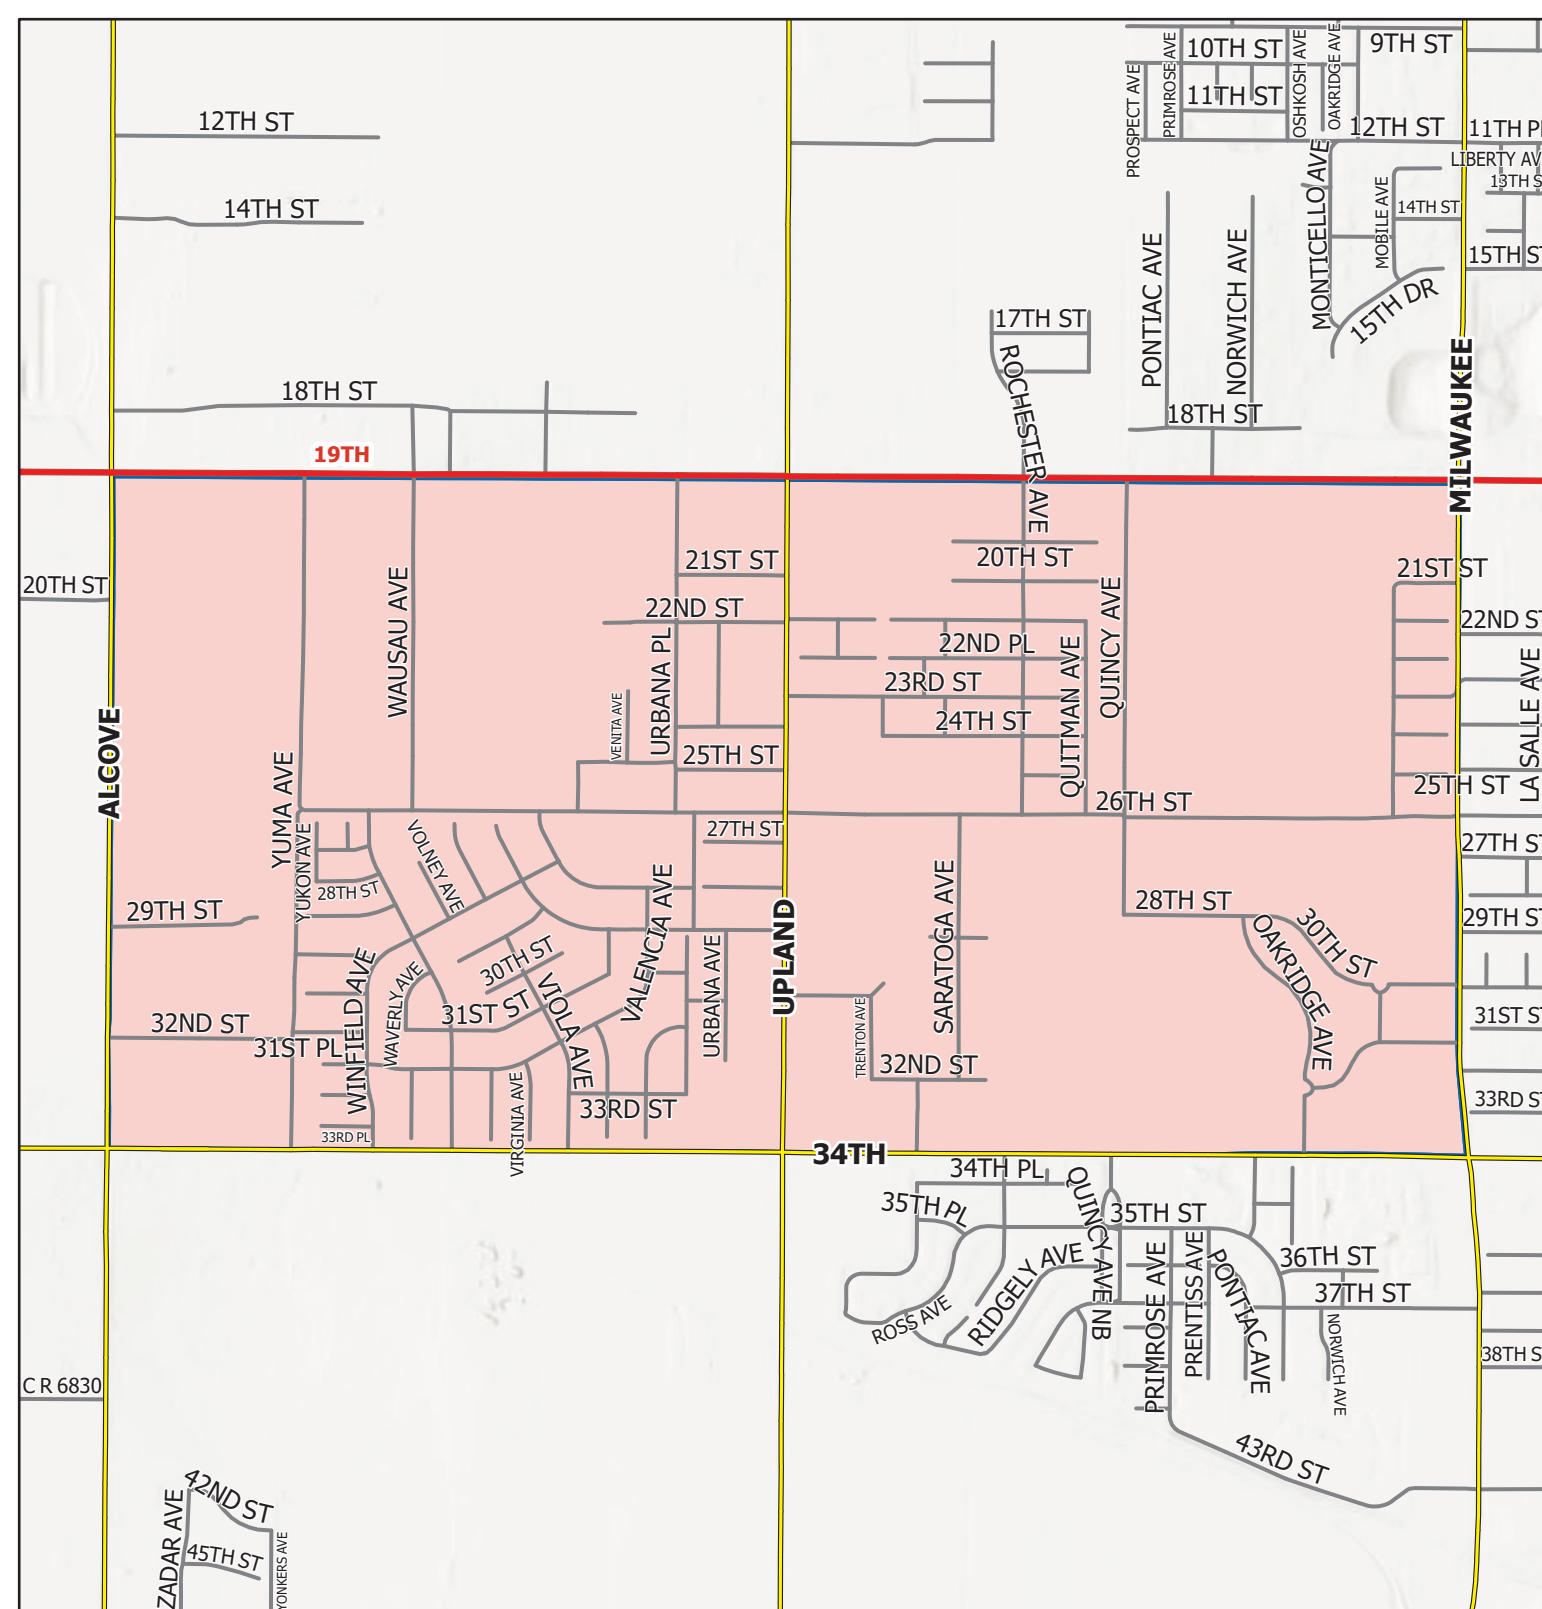 10TH ST
9TH ST
PRIMROSE AVE
OSHKOSH AVE
OAKRIDGE AVE
PROSPECT AVE
11TH ST
12TH ST
12TH ST
11TH PL
LIBERTY AV
13TH S
14TH ST
14TH ST
MONTICELLO AVE
MOBILE AVE
15TH ST
PONTIAC AVE
NORWICH AVE
15TH DR
17TH ST
ROCHESTER AVE
18TH ST
18TH ST
MILWAUKEE
19TH
20TH ST
21ST ST
20TH ST
21ST ST
WAUSAU AVE
22ND ST
QUINCY AVE
22ND ST
URBANA PL
22ND PL
QUITMAN AVE
LA SALLE AVE
23RD ST
VENITA AVE
24TH ST
ALCOVE
25TH ST
25TH ST
YUMA AVE
26TH ST
27TH ST
27TH ST
YUKON AVE
VOLNEY AVE
28TH ST
28TH ST
VALENCIA AVE
SARATOGA AVE
29TH ST
29TH ST
UPLAND
30TH ST
OAKRIDGE AVE
30TH ST
WINFIELD AVE
WAVERLY AVE
VIOLA AVE
URBANA AVE
31ST ST
31ST S
TRENTON AVE
32ND ST
31ST PL
32ND ST
33RD ST
33RD ST
VIRGINIA AVE
33RD PL
34TH
34TH PL
QUINCY AVE NB
35TH PL
35TH ST
RIDGELY AVE
PRIMROSE AVE
PRENTISS AVE
PONTIAC AVE
36TH ST
37TH ST
ROSS AVE
NORWICH AVE
38TH S
C R 6830
43RD ST
42ND ST
ZADAR AVE
45TH ST
YONKERS AVE